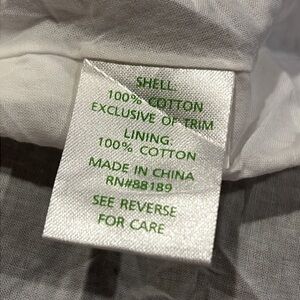 SHELL:
100% COTTON
EXCLUSIVE OF TRIM
LINING:
100% COTTON
MADE IN CHINA
RN#88189
SEE REVERSE
FOR CARE